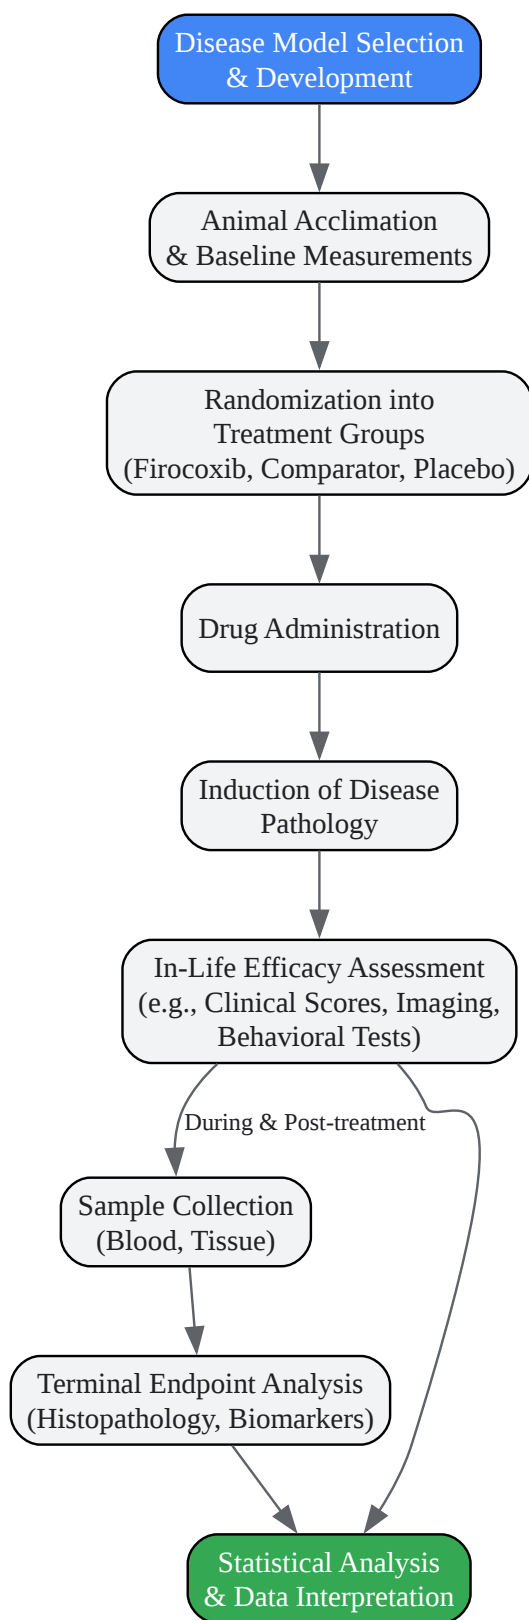 Disease Model Selection
& Development
Animal Acclimation
& Baseline Measurements
Randomization into
Treatment Groups
(Firocoxib, Comparator, Placebo)
Drug Administration
Induction of Disease
Pathology
In-Life Efficacy Assessment
(e.g., Clinical Scores, Imaging,
Behavioral Tests)
During & Post-treatment
Sample Collection
(Blood, Tissue)
Terminal Endpoint Analysis
(Histopathology, Biomarkers)
Statistical Analysis
& Data Interpretation